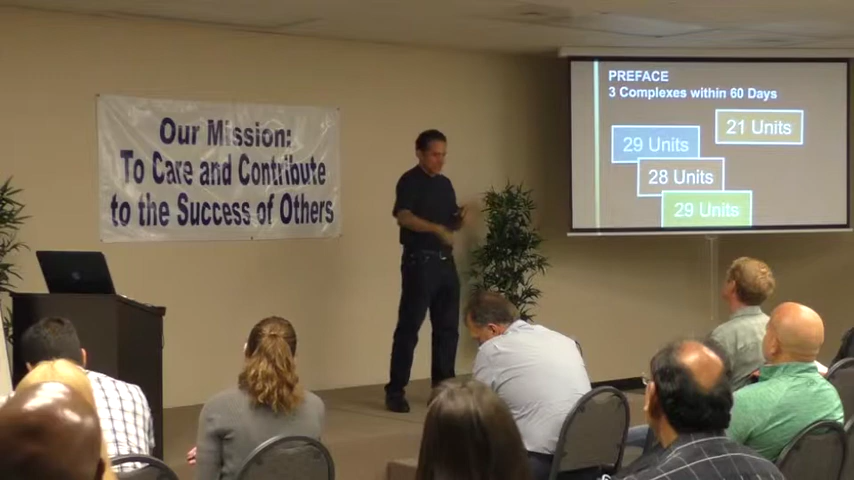 Our Mission:
To Care and Contribute
to the Success of Others
PREFACE
3 Complexes within 60 Days
21 Units
29 Units
28 Units
29 Units